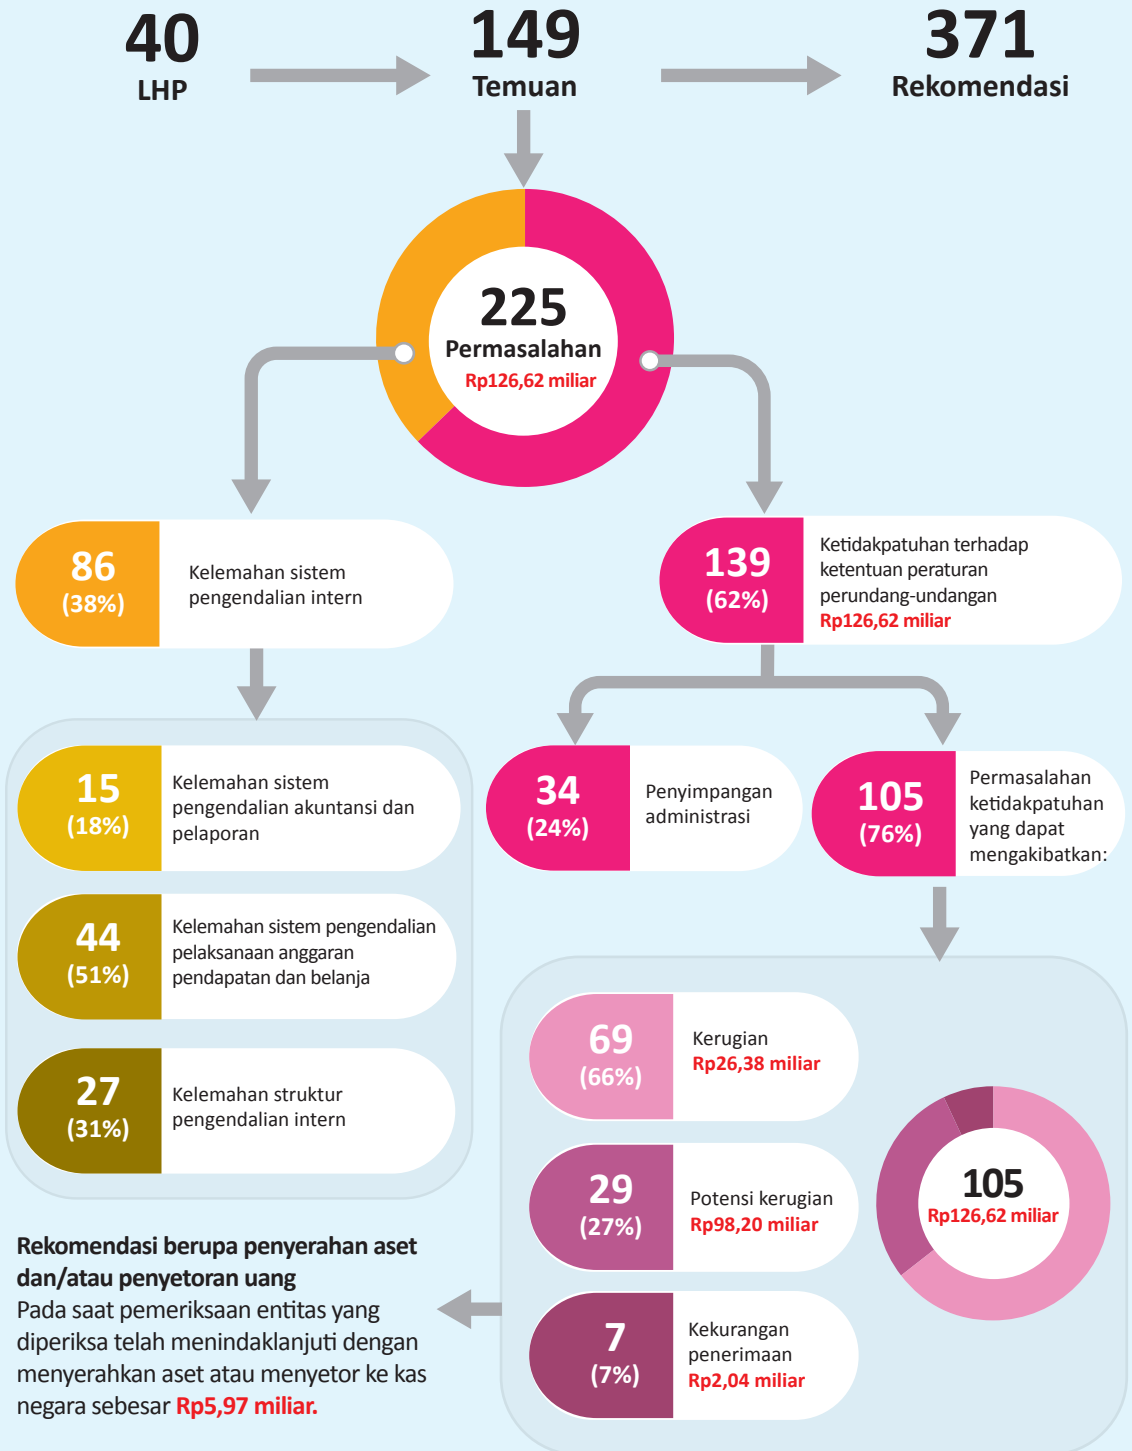 40
LHP
149
Temuan
371
Rekomendasi
225
Permasalahan
Rp126,62 miliar
86
(38%)
Kelemahan sistem
pengendalian intern
139
(62%)
Ketidakpatuhan terhadap
ketentuan peraturan
perundang-undangan
Rp126,62 miliar
15
(18%)
Kelemahan sistem
pengendalian akuntansi dan
pelaporan
44
(51%)
Kelemahan sistem pengendalian
pelaksanaan anggaran
pendapatan dan belanja
27
(31%)
Kelemahan struktur
pengendalian intern
34
(24%)
Penyimpangan
administrasi
105
(76%)
Permasalahan
ketidakpatuhan
yang dapat
mengakibatkan:
69
(66%)
Kerugian
Rp26,38 miliar
29
(27%)
Potensi kerugian
Rp98,20 miliar
7
(7%)
Kekurangan
penerimaan
Rp2,04 miliar
105
Rp126,62 miliar
Rekomendasi berupa penyerahan aset
dan/atau penyetoran uang
Pada saat pemeriksaan entitas yang
diperiksa telah menindaklanjuti dengan
menyerahkan aset atau menyetor ke kas
negara sebesar Rp5,97 miliar.